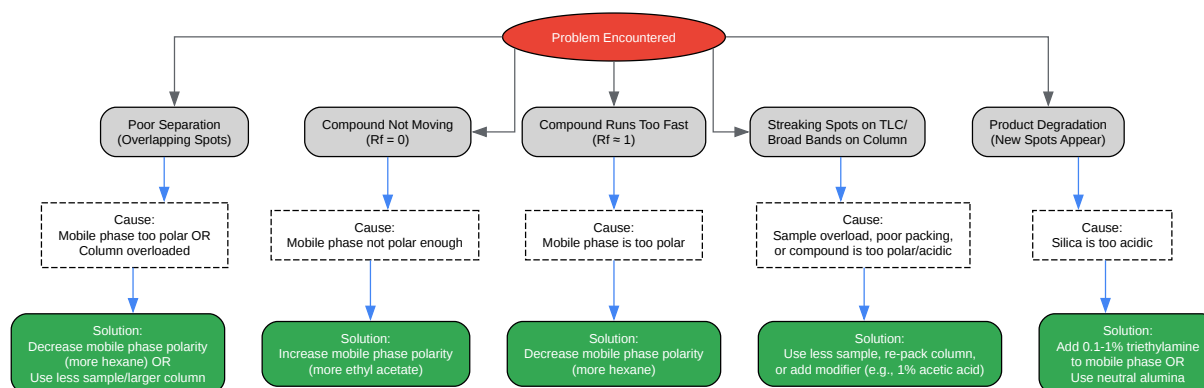 Problem Encountered
Poor Separation
(Overlapping Spots)
Compound Not Moving
(Rf = 0)
Compound Runs Too Fast
(Rf ≈ 1)
Streaking Spots on TLC/
Broad Bands on Column
Product Degradation
(New Spots Appear)
Cause:
Mobile phase too polar OR
Column overloaded
Cause:
Mobile phase not polar enough
Cause:
Mobile phase is too polar
Cause:
Sample overload, poor packing,
or compound is too polar/acidic
Cause:
Silica is too acidic
Solution:
Decrease mobile phase polarity
(more hexane) OR
Use less sample/larger column
Solution:
Increase mobile phase polarity
(more ethyl acetate)
Solution:
Decrease mobile phase polarity
(more hexane)
Solution:
Use less sample, re-pack column,
or add modifier (e.g., 1% acetic acid)
Solution:
Add 0.1-1% triethylamine
to mobile phase OR
Use neutral alumina